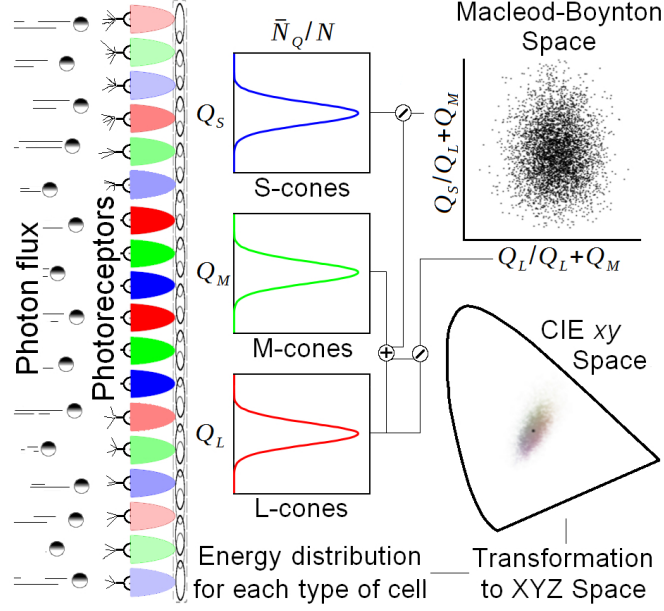 Photon flux
Photoreceptors
N̄_Q/N
Q_S
S-cones
Q_M
M-cones
Q_L
L-cones
Energy distribution
for each type of cell
Macleod-Boynton
Space
Q_S/Q_L+Q_M
Q_L/Q_L+Q_M
CIE xy
Space
Transformation
to XYZ Space